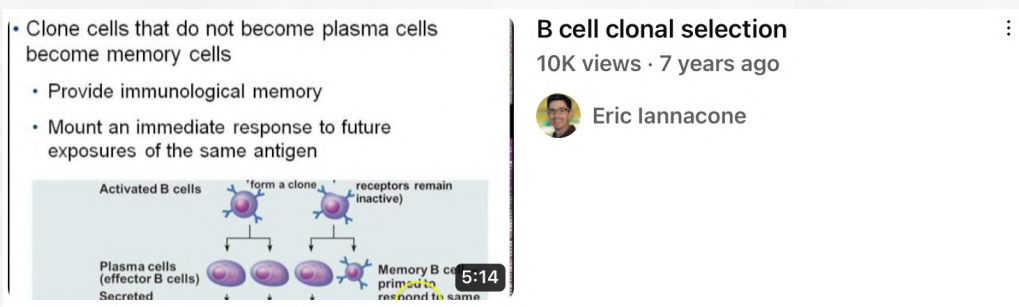 • Clone cells that do not become plasma cells
become memory cells
• Provide immunological memory
• Mount an immediate response to future
exposures of the same antigen
Activated B cells
form a clone
receptors remain
inactive)
Plasma cells
(effector B cells)
Secreted
Memory B
primed to
respond to same
5:14
B cell clonal selection
10K views · 7 years ago
Eric Iannacone